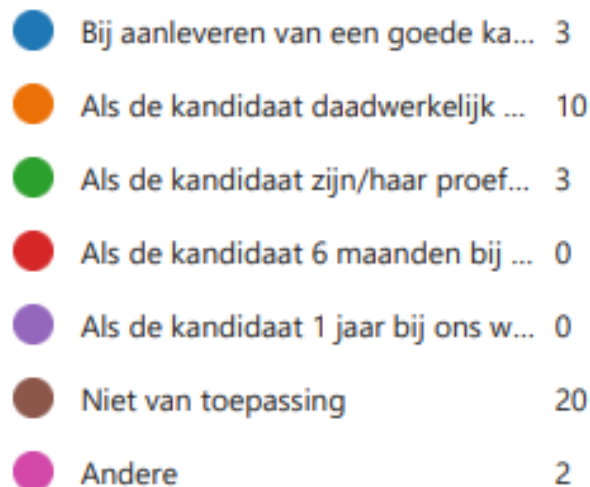 Bij aanleveren van een goede ka... 3
Als de kandidaat daadwerkelijk ... 10
Als de kandidaat zijn/haar proef... 3
Als de kandidaat 6 maanden bij ... 0
Als de kandidaat 1 jaar bij ons w... 0
Niet van toepassing 20
Andere 2